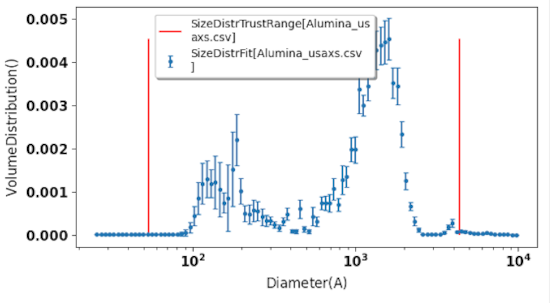 0.005
0.004
0.003
0.002
0.001
0.000
VolumeDistribution()
SizeDistrTrustRange[Alumina_us
axs.csv]
SizeDistrFit[Alumina_usaxs.csv
]
10²
10³
10⁴
Diameter(A)